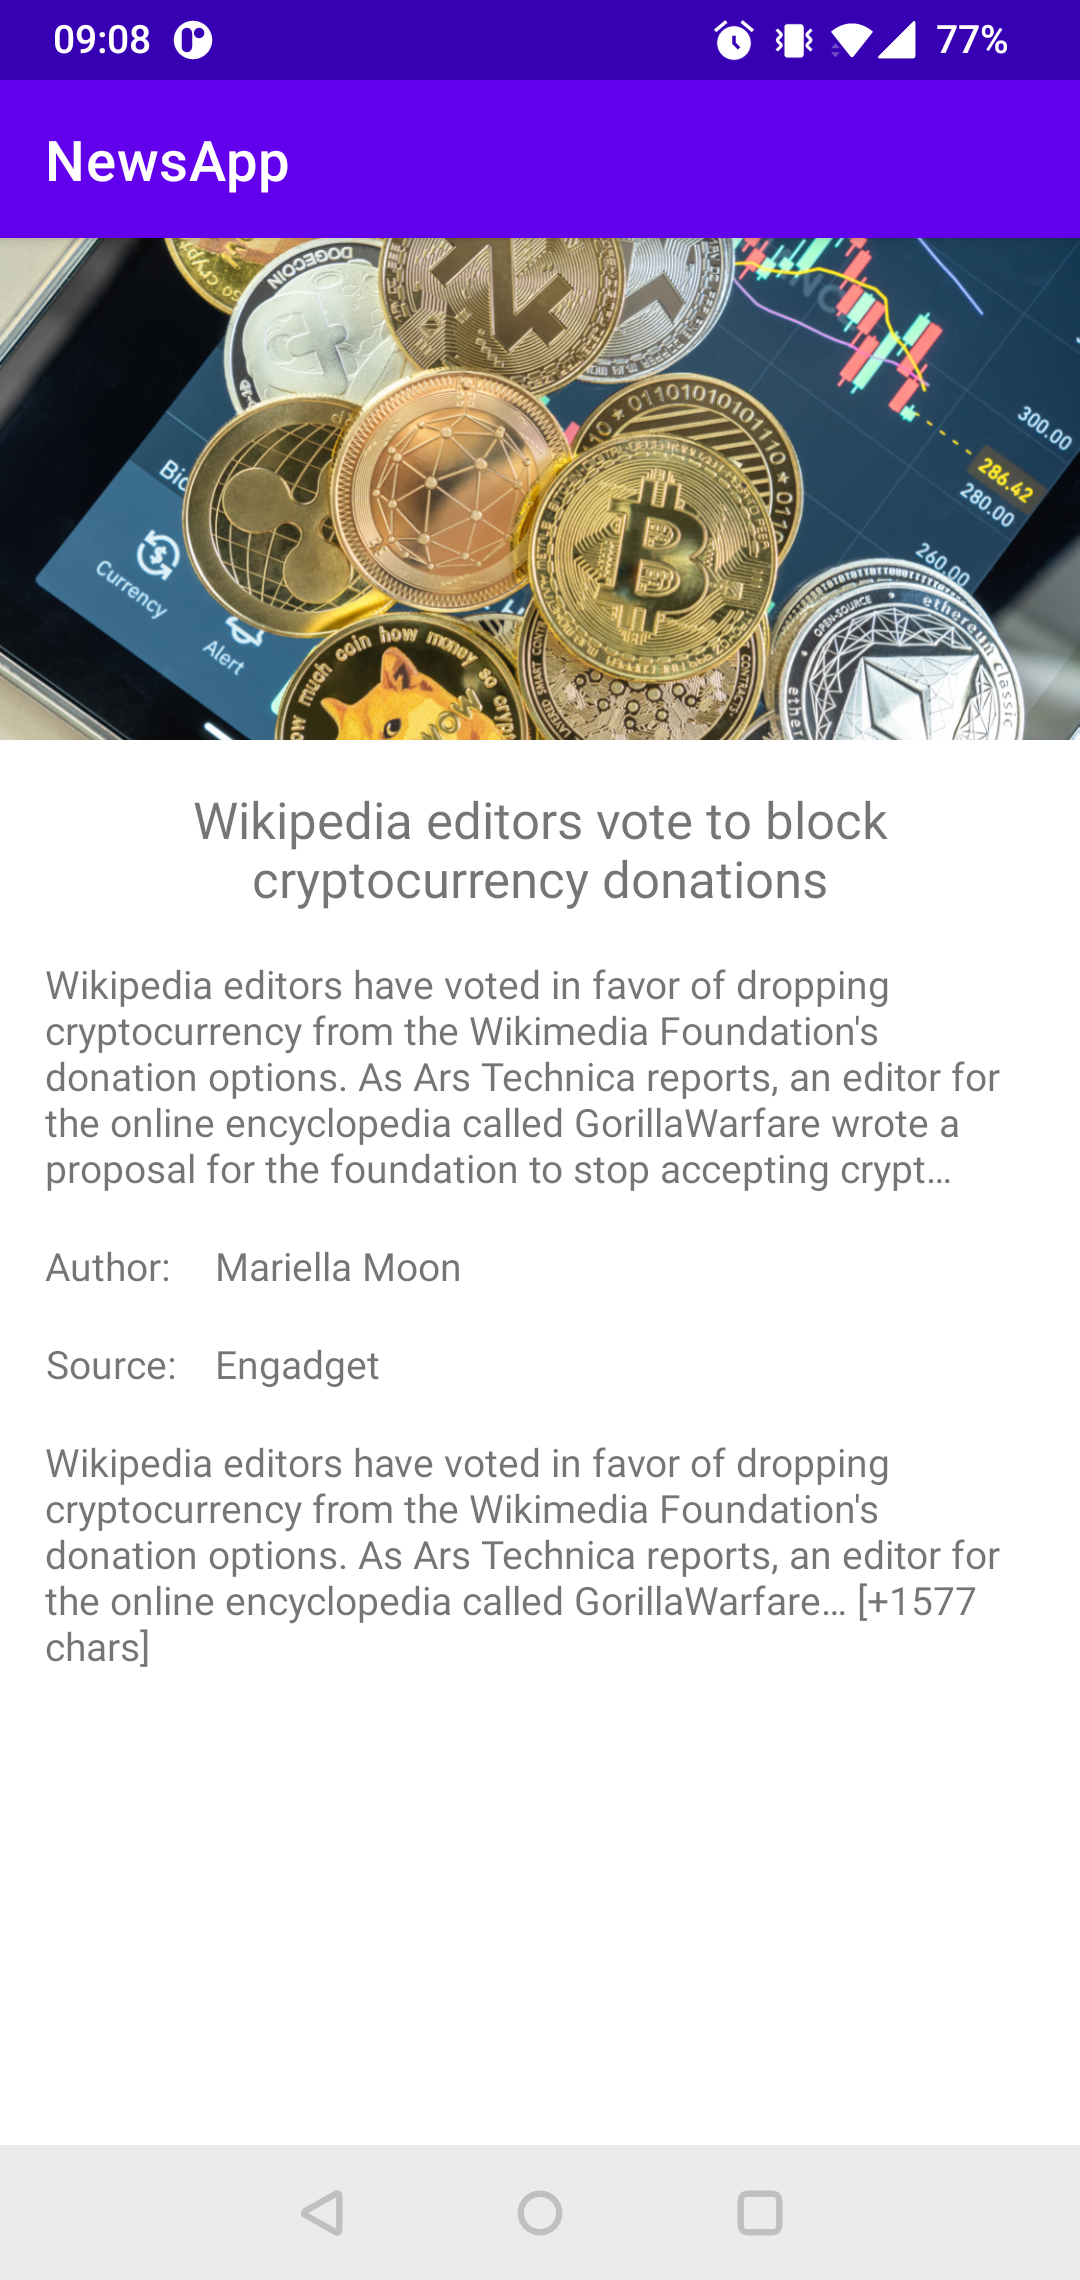 09:08
77%
NewsApp
DOGECOIN
01101010101110
300.00
286.42
280.00
260.00
Currency
Alert
OPEN-SOURCE
ethereum classic
much coin how money so crypto
WOW
Wikipedia editors vote to block
cryptocurrency donations
Wikipedia editors have voted in favor of dropping
cryptocurrency from the Wikimedia Foundation's
donation options. As Ars Technica reports, an editor for
the online encyclopedia called GorillaWarfare wrote a
proposal for the foundation to stop accepting crypt…
Author: Mariella Moon
Source: Engadget
Wikipedia editors have voted in favor of dropping
cryptocurrency from the Wikimedia Foundation's
donation options. As Ars Technica reports, an editor for
the online encyclopedia called GorillaWarfare… [+1577
chars]